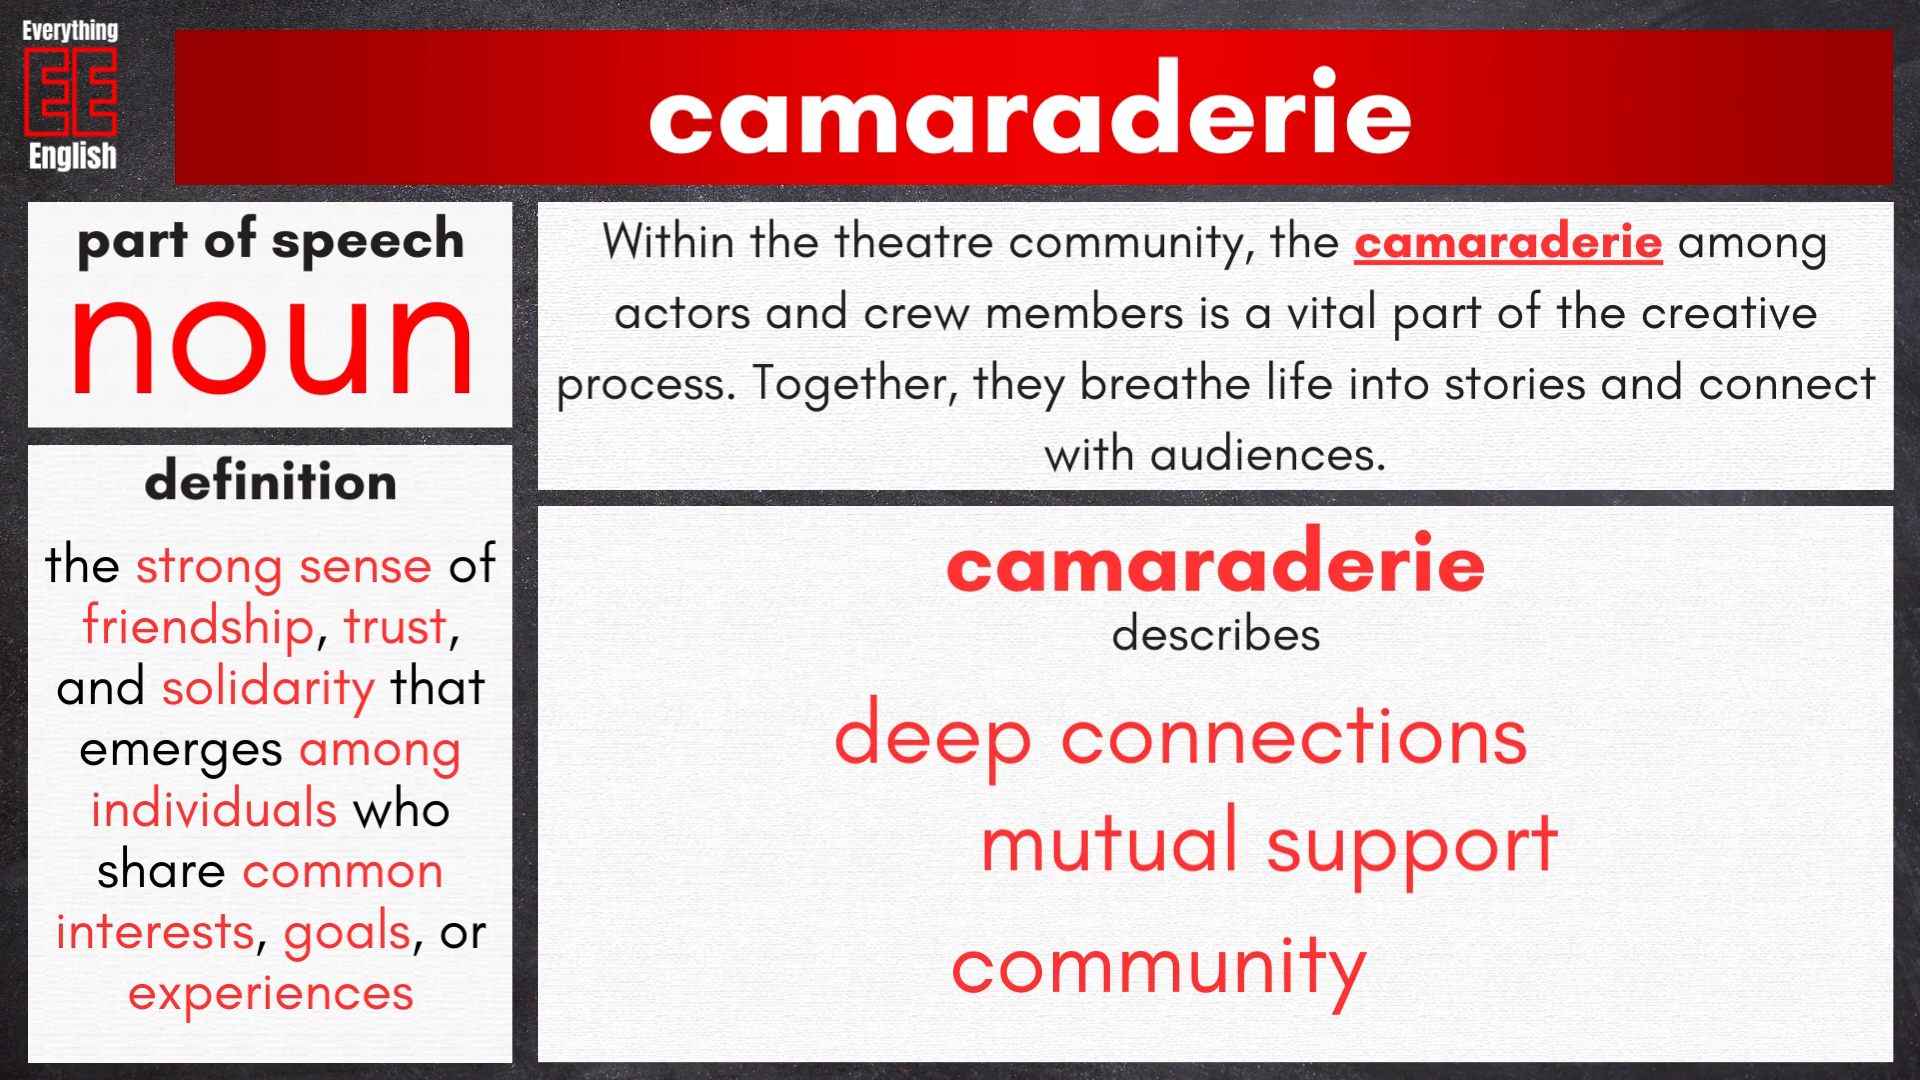 Everything
EE
English
camaraderie
part of speech
noun
definition
the strong sense of
friendship, trust,
and solidarity that
emerges among
individuals who
share common
interests, goals, or
experiences
Within the theatre community, the camaraderie among
actors and crew members is a vital part of the creative
process. Together, they breathe life into stories and connect
with audiences.
camaraderie
describes
deep connections
mutual support
community